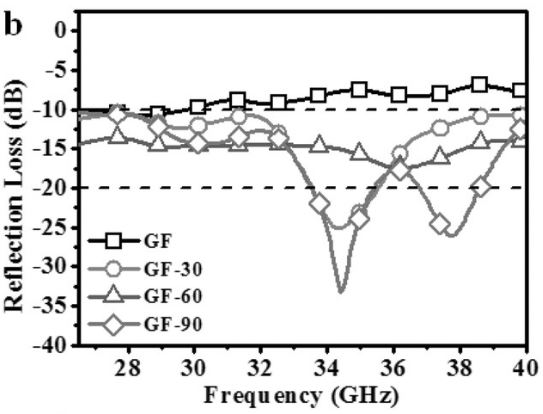 b
0
-5
-10
-15
-20
-25
-30
-35
-40
Reflection Loss (dB)
GF
GF-30
GF-60
GF-90
28 30 32 34 36 38 40
Frequency (GHz)